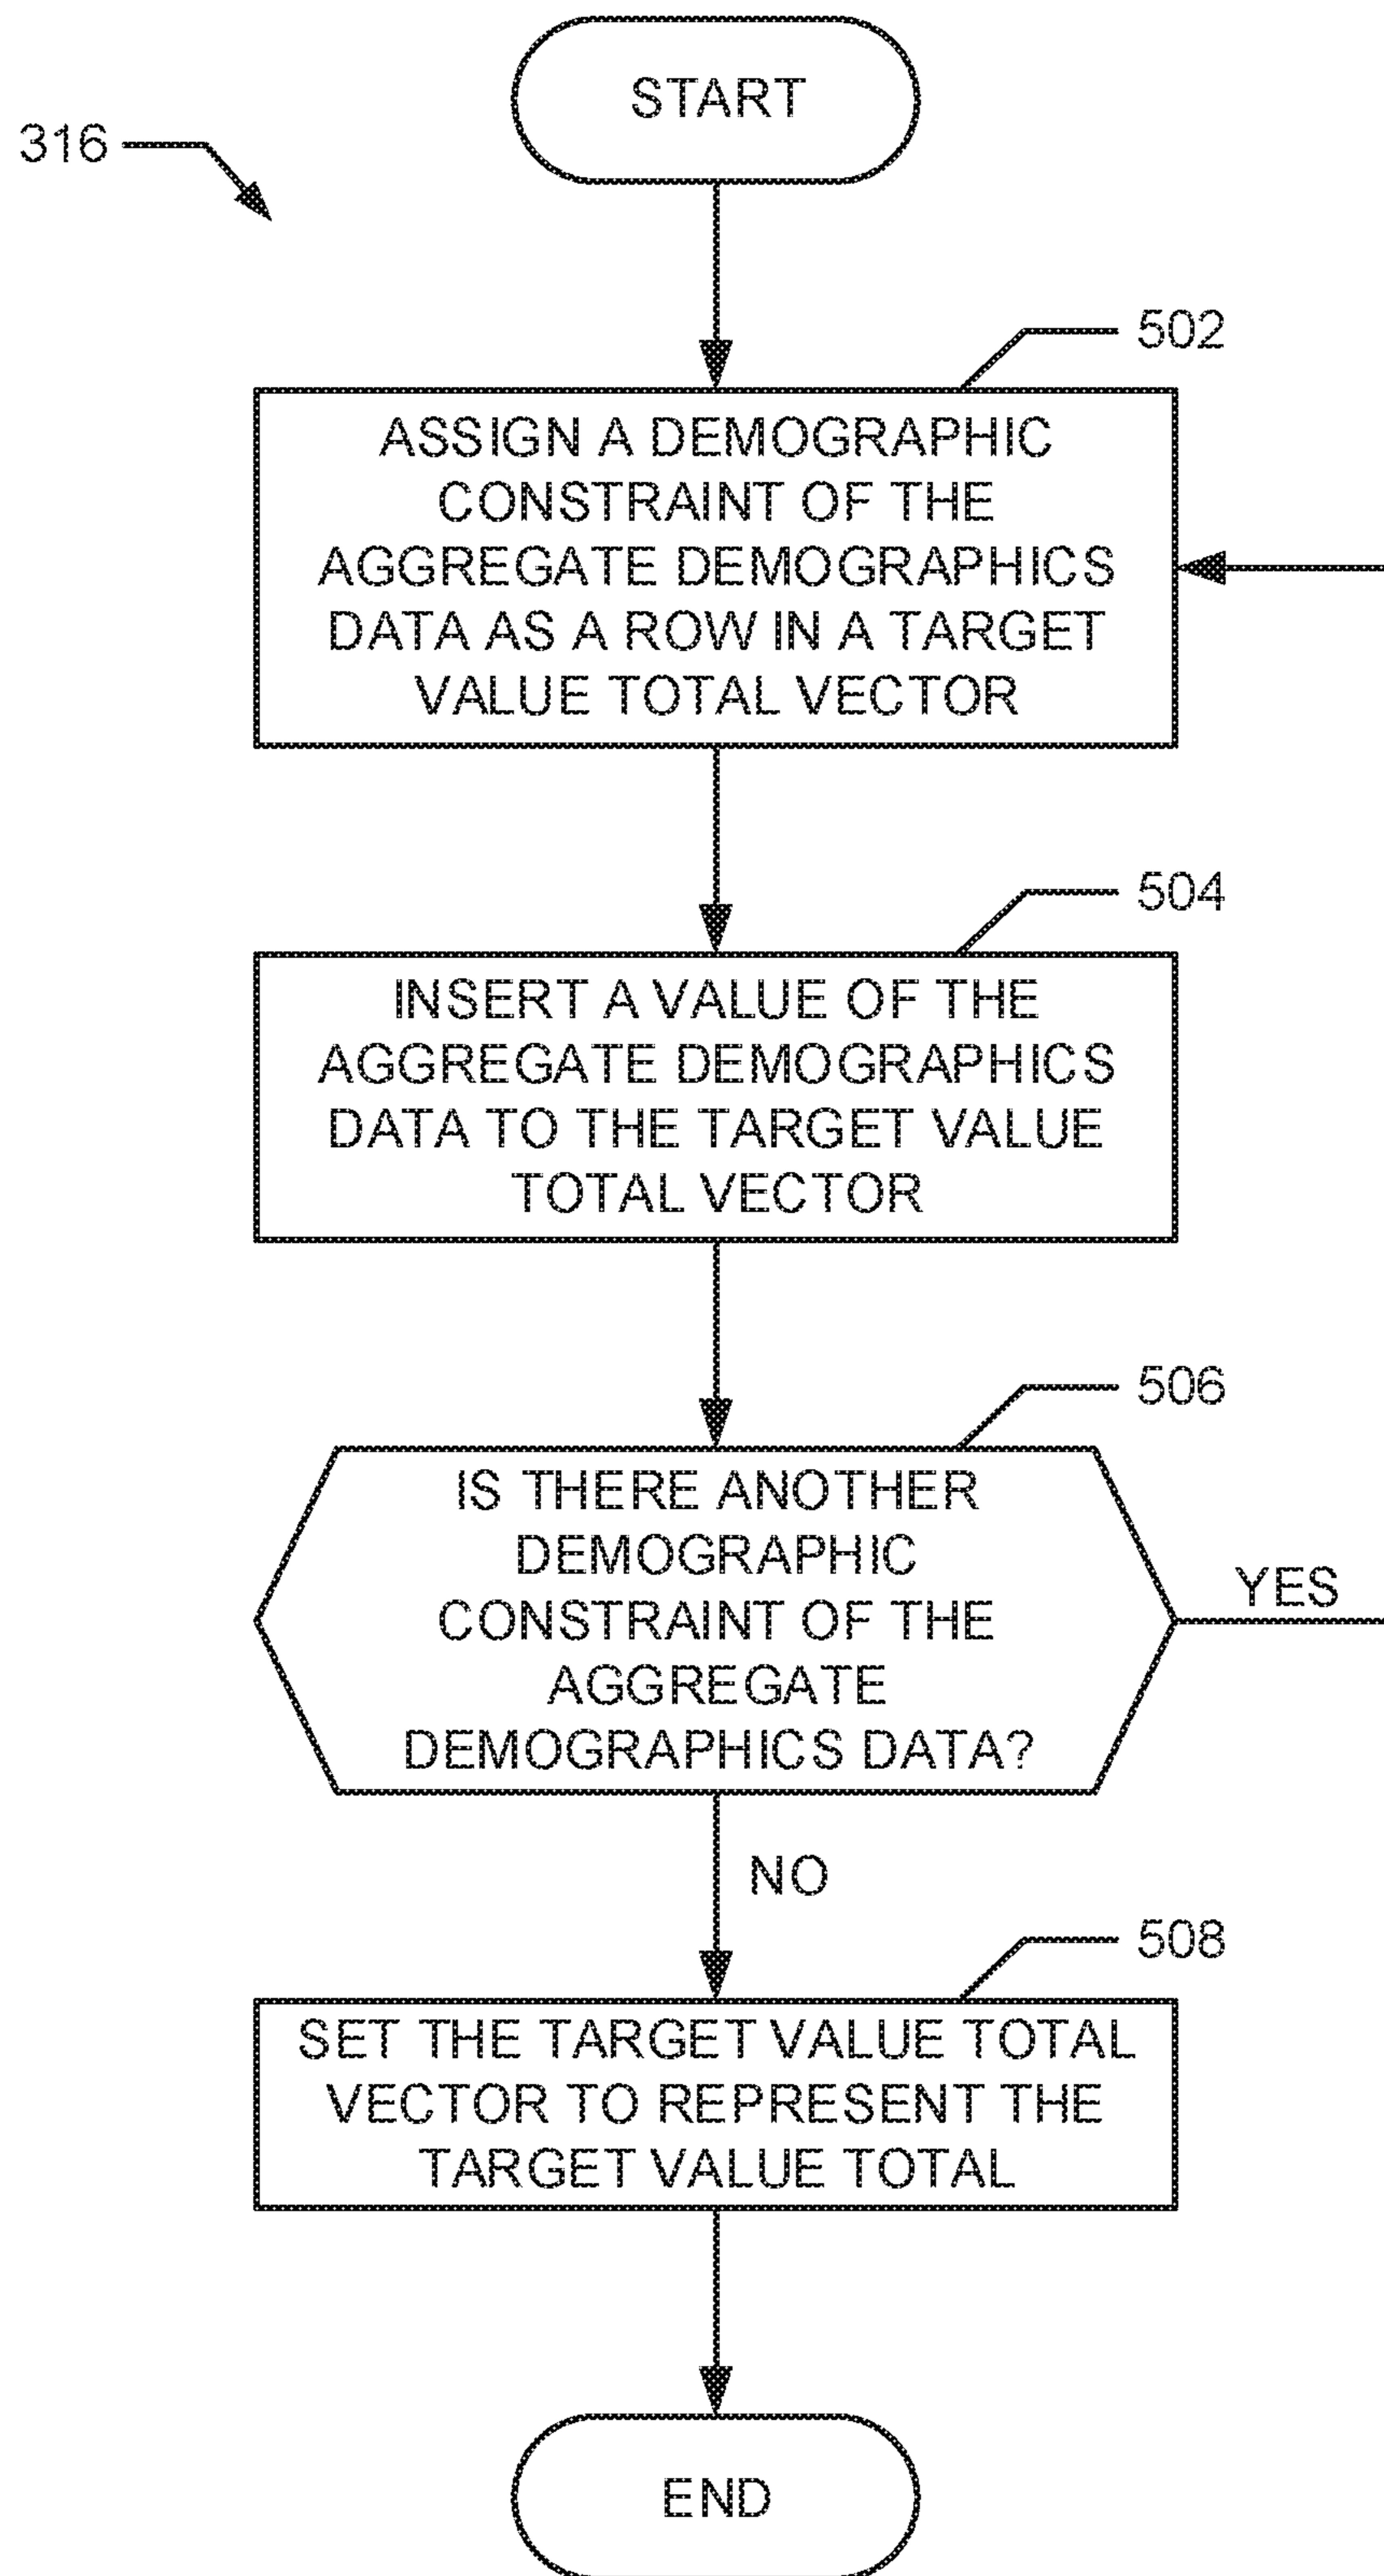 START
316
502
ASSIGN A DEMOGRAPHIC
CONSTRAINT OF THE
AGGREGATE DEMOGRAPHICS
DATA AS A ROW IN A TARGET
VALUE TOTAL VECTOR
504
INSERT A VALUE OF THE
AGGREGATE DEMOGRAPHICS
DATA TO THE TARGET VALUE
TOTAL VECTOR
506
IS THERE ANOTHER
DEMOGRAPHIC
CONSTRAINT OF THE
AGGREGATE
DEMOGRAPHICS DATA?
YES
NO
508
SET THE TARGET VALUE TOTAL
VECTOR TO REPRESENT THE
TARGET VALUE TOTAL
END